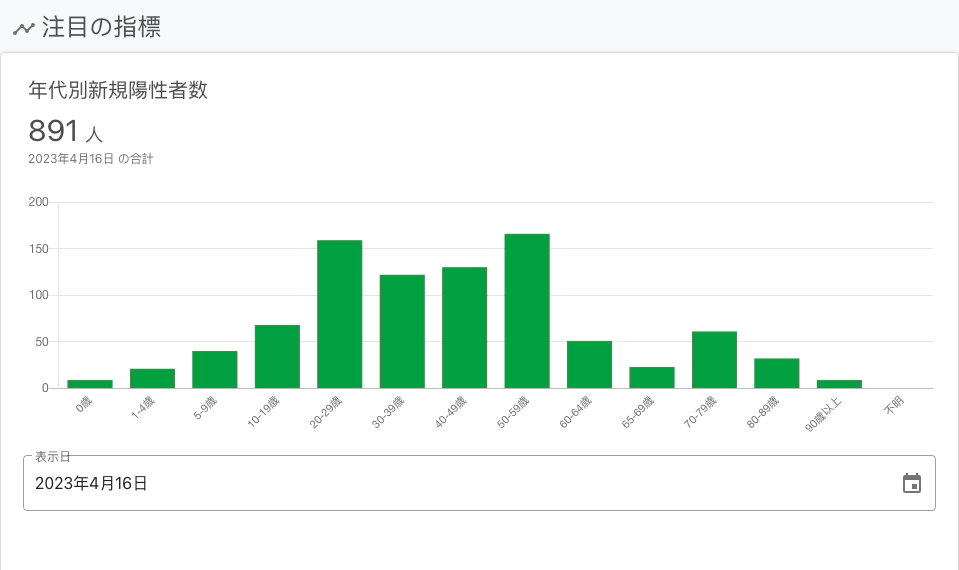 注目の指標
年代別新規陽性者数
891 人
2023年4月16日 の合計
200
150
100
50
0
0歳
1-4歳
5-9歳
10-19歳
20-29歳
30-39歳
40-49歳
50-59歳
60-64歳
65-69歳
70-79歳
80-89歳
90歳以上
不明
表示日
2023年4月16日